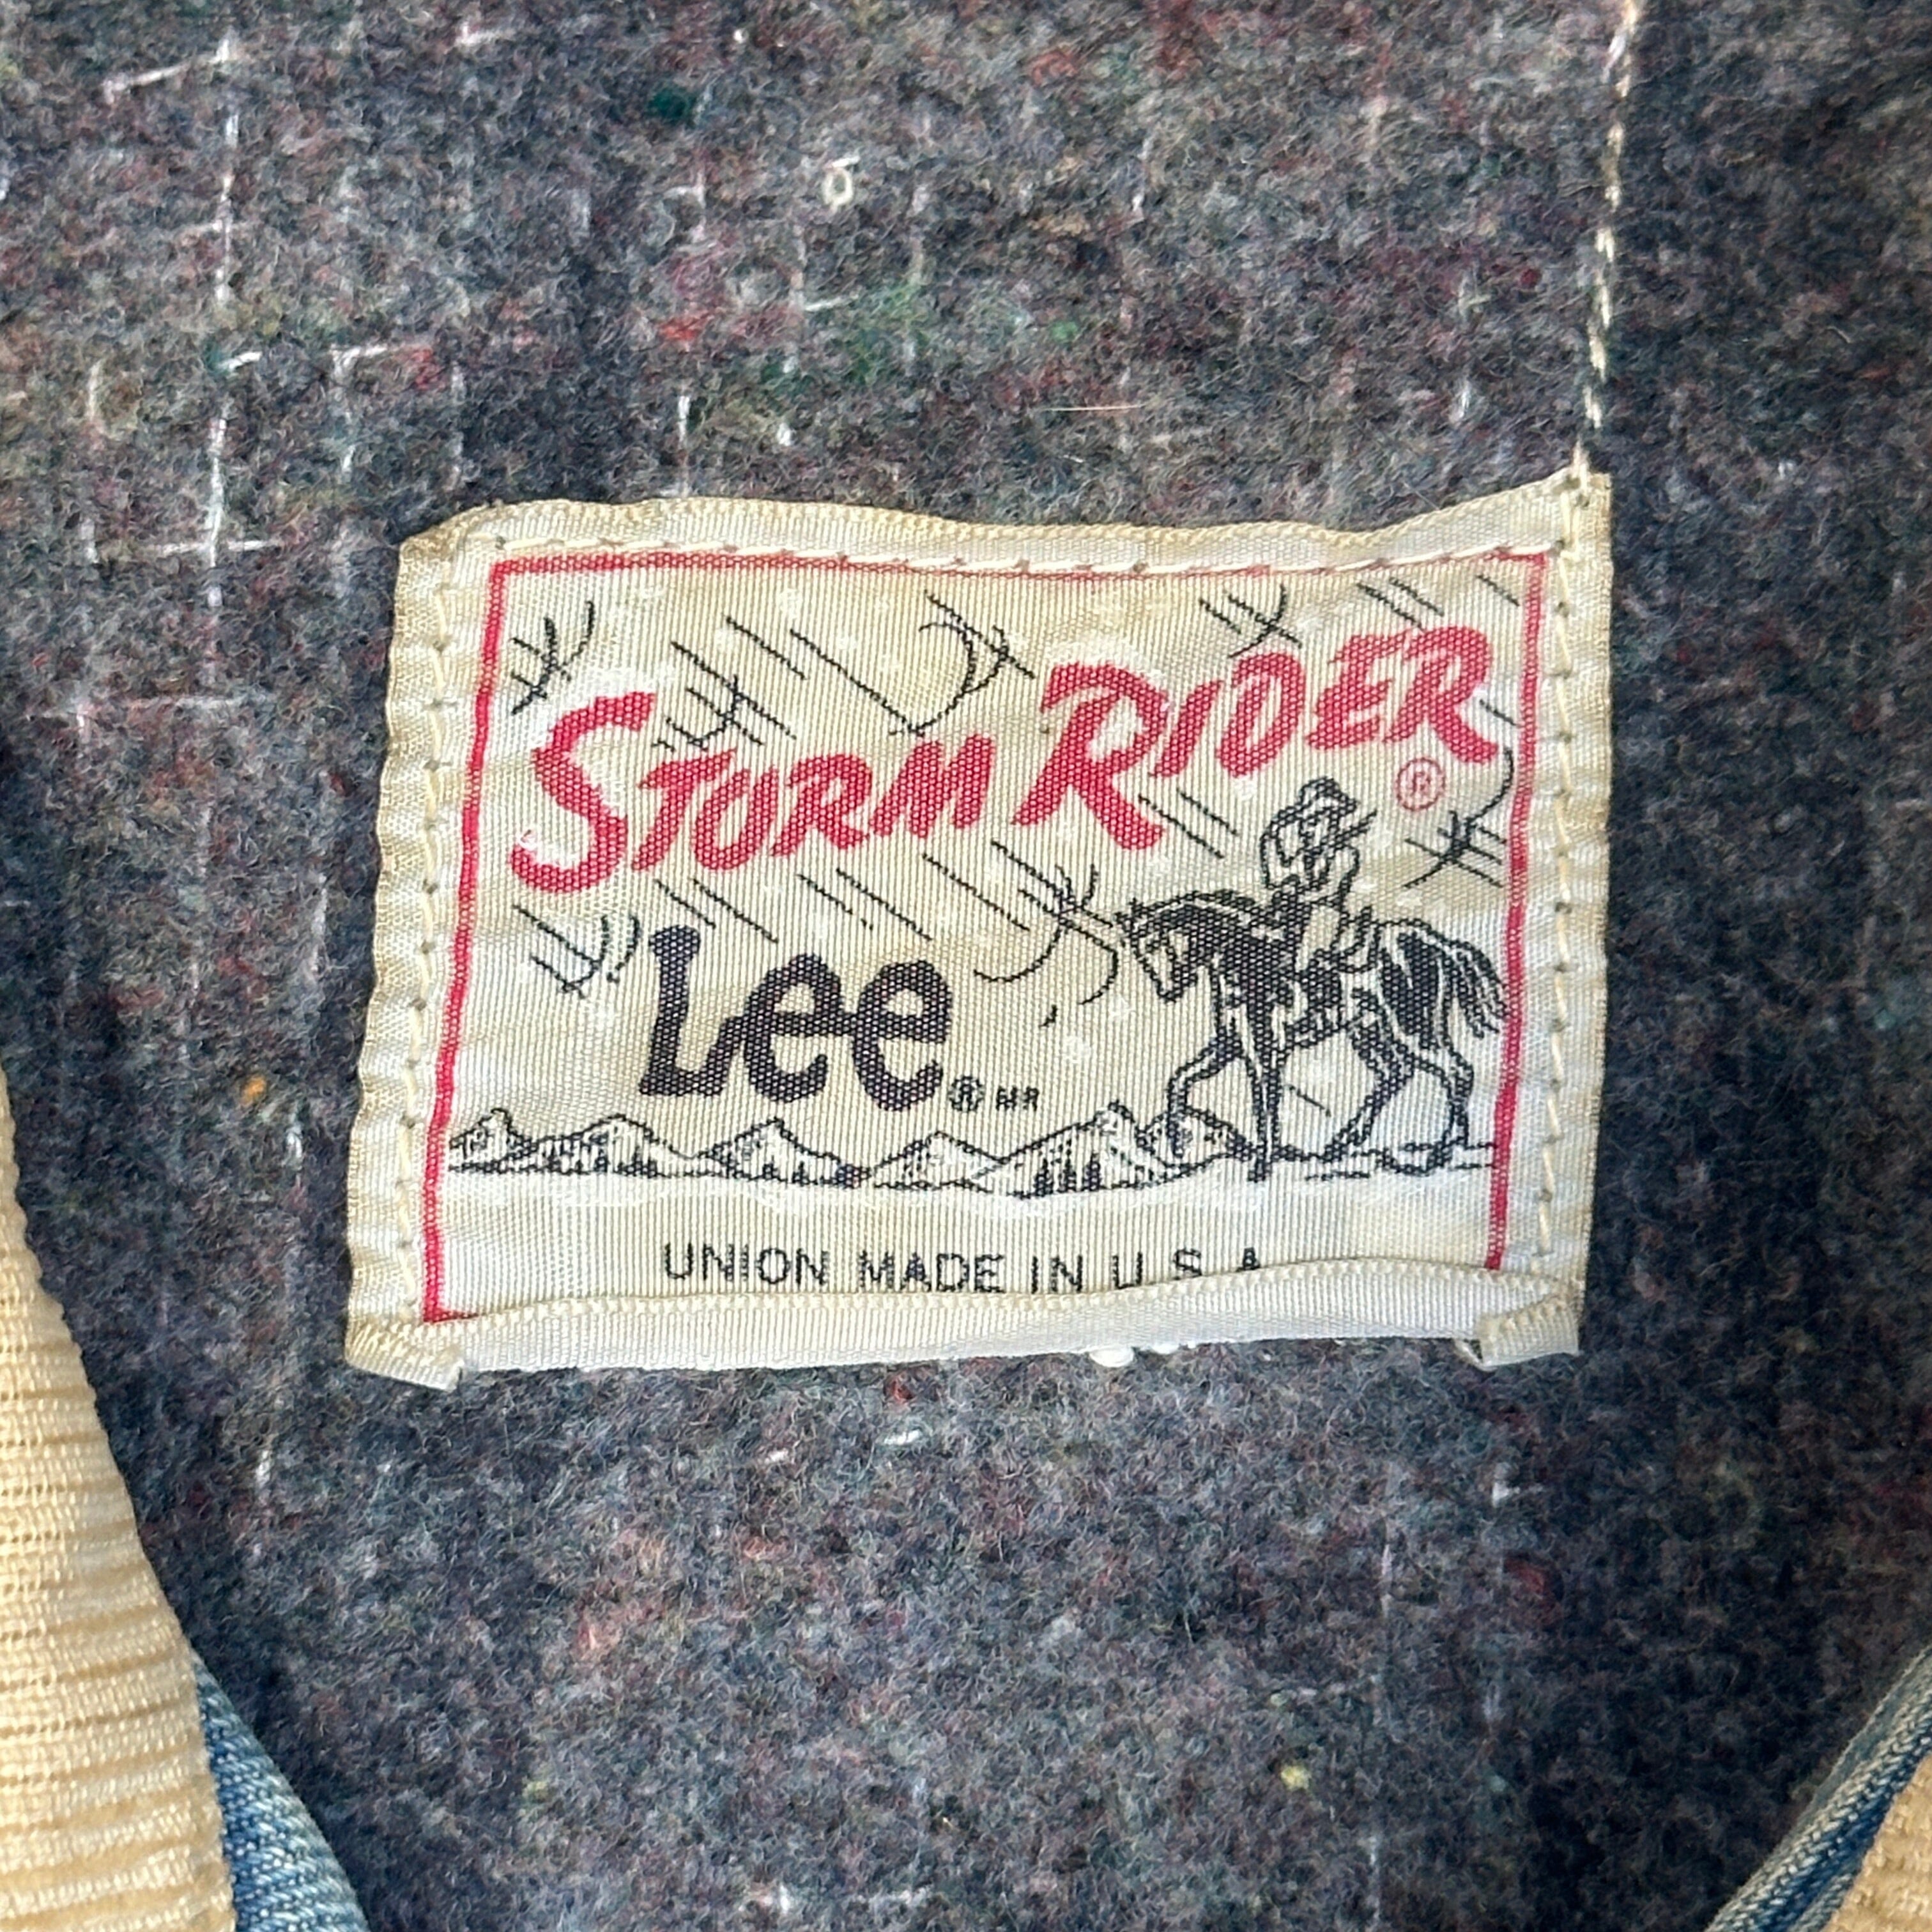 STORM RIDER ®
Lee ® MR
UNION MADE IN U.S.A.